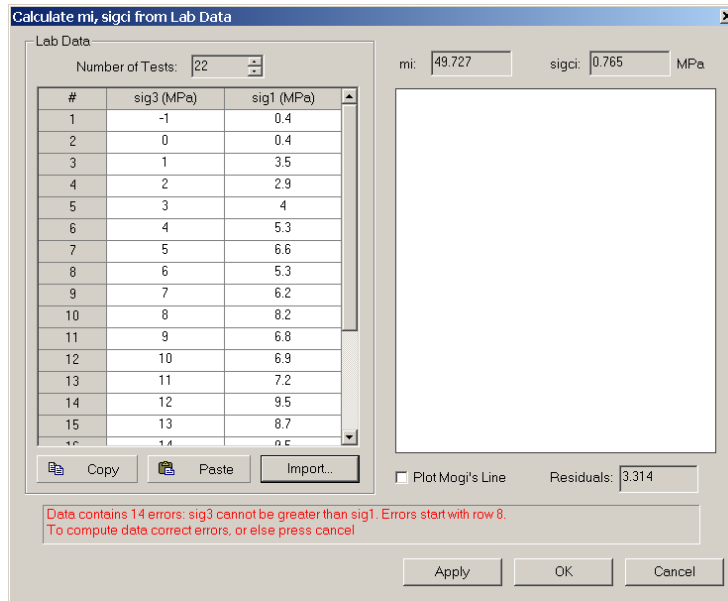 Calculate mi, sigci from Lab Data
Lab Data
Number of Tests: 22
mi: 49.727 sigci: 0.765 MPa
# sig3 (MPa) sig1 (MPa)
1 -1 0.4
2 0 0.4
3 1 3.5
4 2 2.9
5 3 4
6 4 5.3
7 5 6.6
8 6 5.3
9 7 6.2
10 8 8.2
11 9 6.8
12 10 6.9
13 11 7.2
14 12 9.5
15 13 8.7
16 14 9.5
Copy Paste Import...
Plot Mogi's Line Residuals: 3.314
Data contains 14 errors: sig3 cannot be greater than sig1. Errors start with row 8.
To compute data correct errors, or else press cancel
Apply OK Cancel